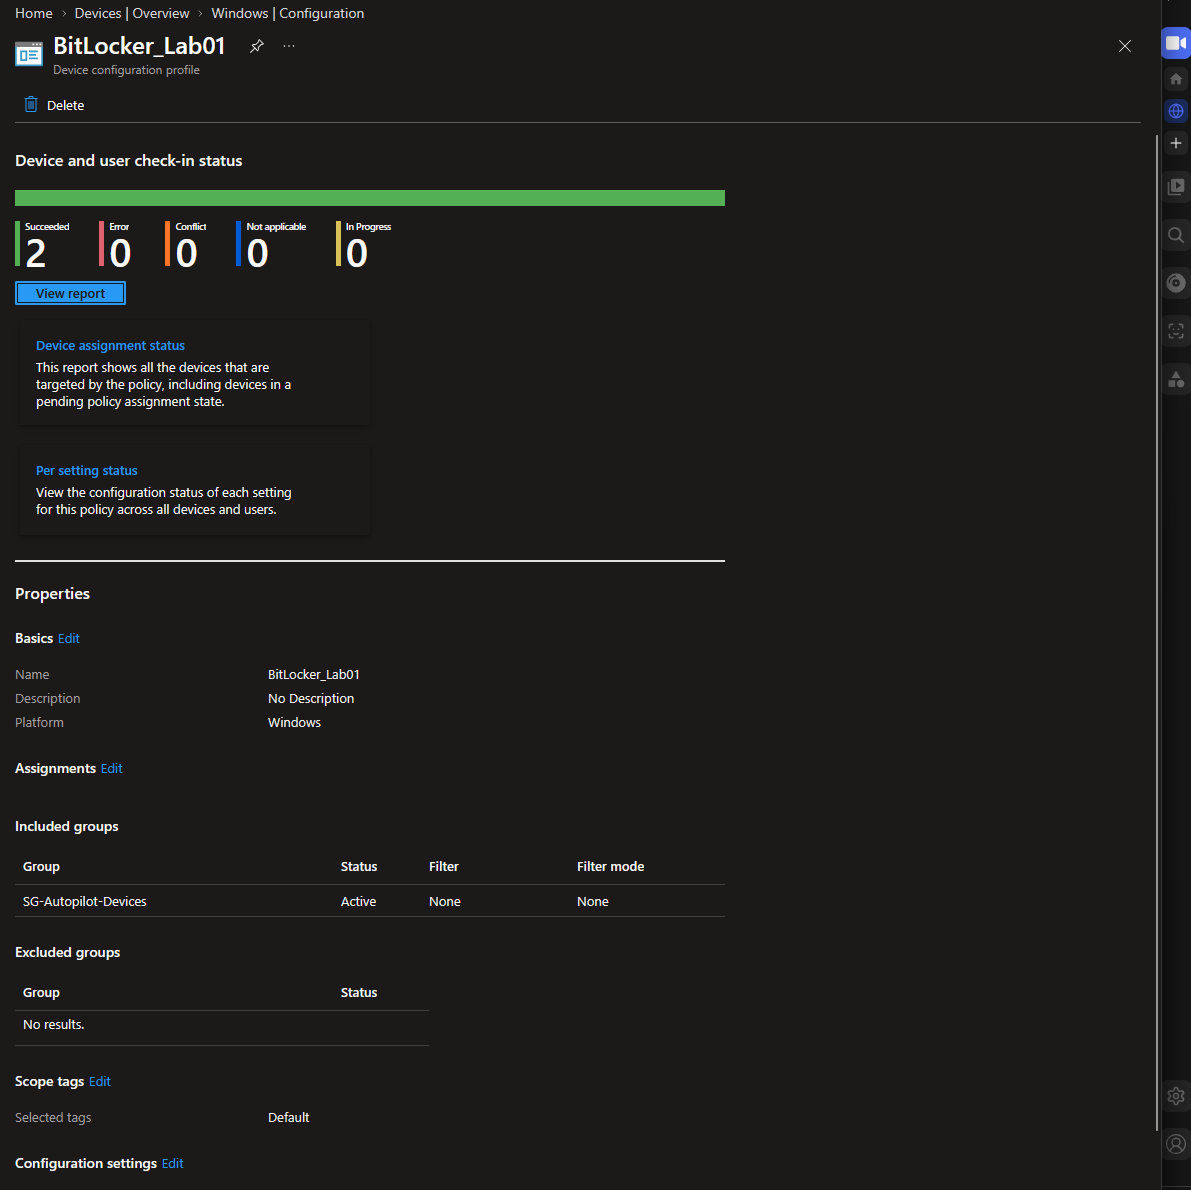 Home > Devices | Overview > Windows | Configuration
BitLocker_Lab01
Device configuration profile
Delete
Device and user check-in status
Succeeded Error Conflict Not applicable In Progress
2 0 0 0 0
View report
Device assignment status
This report shows all the devices that are
targeted by the policy, including devices in a
pending policy assignment state.
Per setting status
View the configuration status of each setting
for this policy across all devices and users.
Properties
Basics Edit
Name BitLocker_Lab01
Description No Description
Platform Windows
Assignments Edit
Included groups
Group Status Filter Filter mode
SG-Autopilot-Devices Active None None
Excluded groups
Group Status
No results.
Scope tags Edit
Selected tags Default
Configuration settings Edit